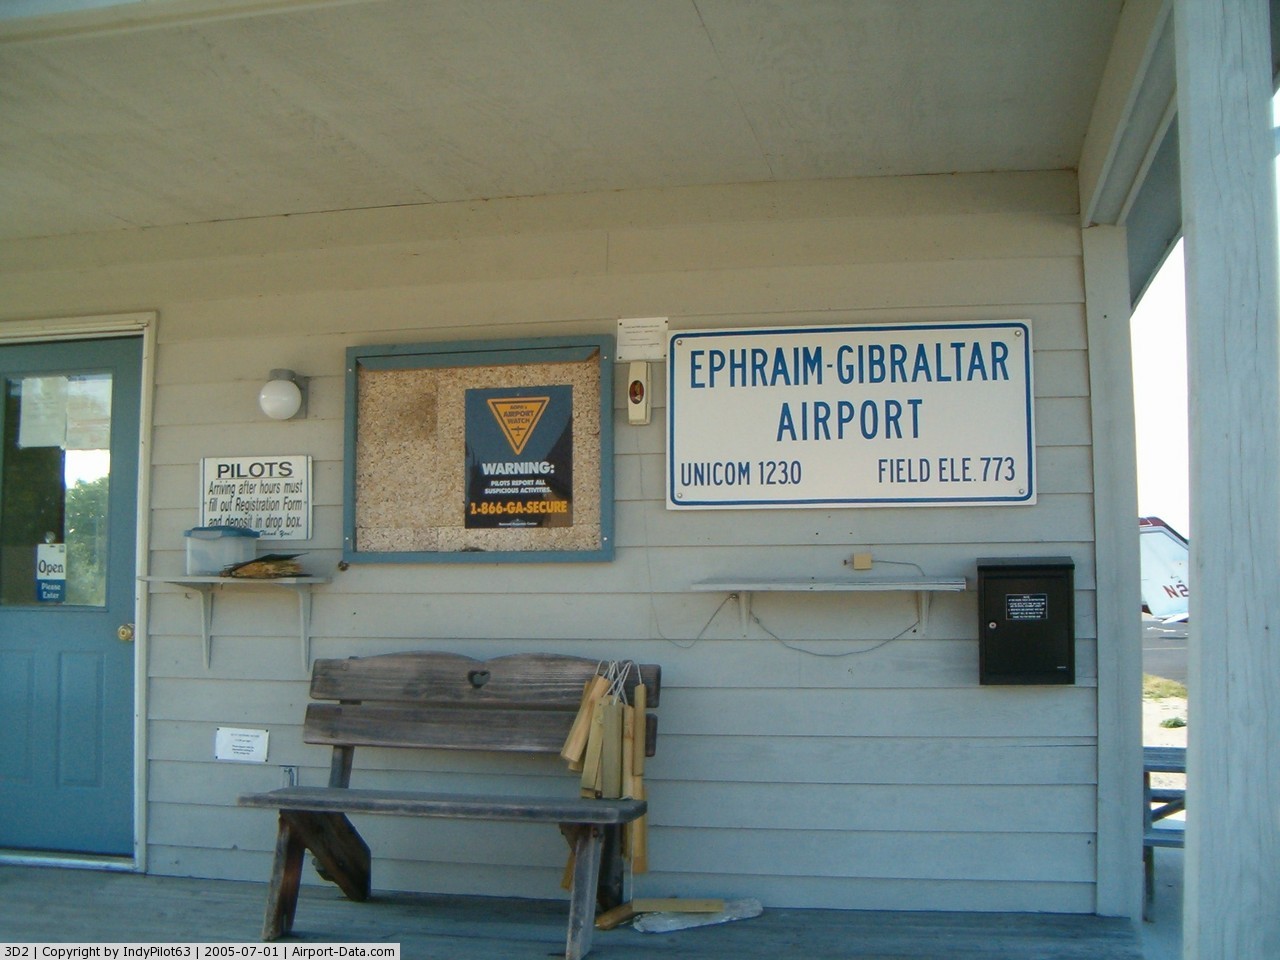 EPHRAIM-GIBRALTAR
AIRPORT
UNICOM 123.0
FIELD ELE. 773
AIRPORT
WATCH
WARNING:
PILOTS REPORT ALL
SUSPICIOUS ACTIVITIES.
1-866-GA-SECURE
PILOTS
Arriving after hours must
fill out Registration Form
and deposit in drop box.
Thank You!
Open
Please
Enter
N2
3D2 | Copyright by IndyPilot63 | 2005-07-01 | Airport-Data.com